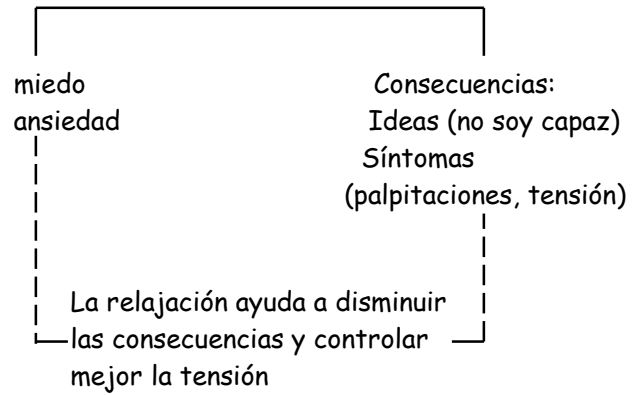 miedo
ansiedad
Consecuencias:
Ideas (no soy capaz)
Síntomas
(palpitaciones, tensión)
La relajación ayuda a disminuir
las consecuencias y controlar
mejor la tensión